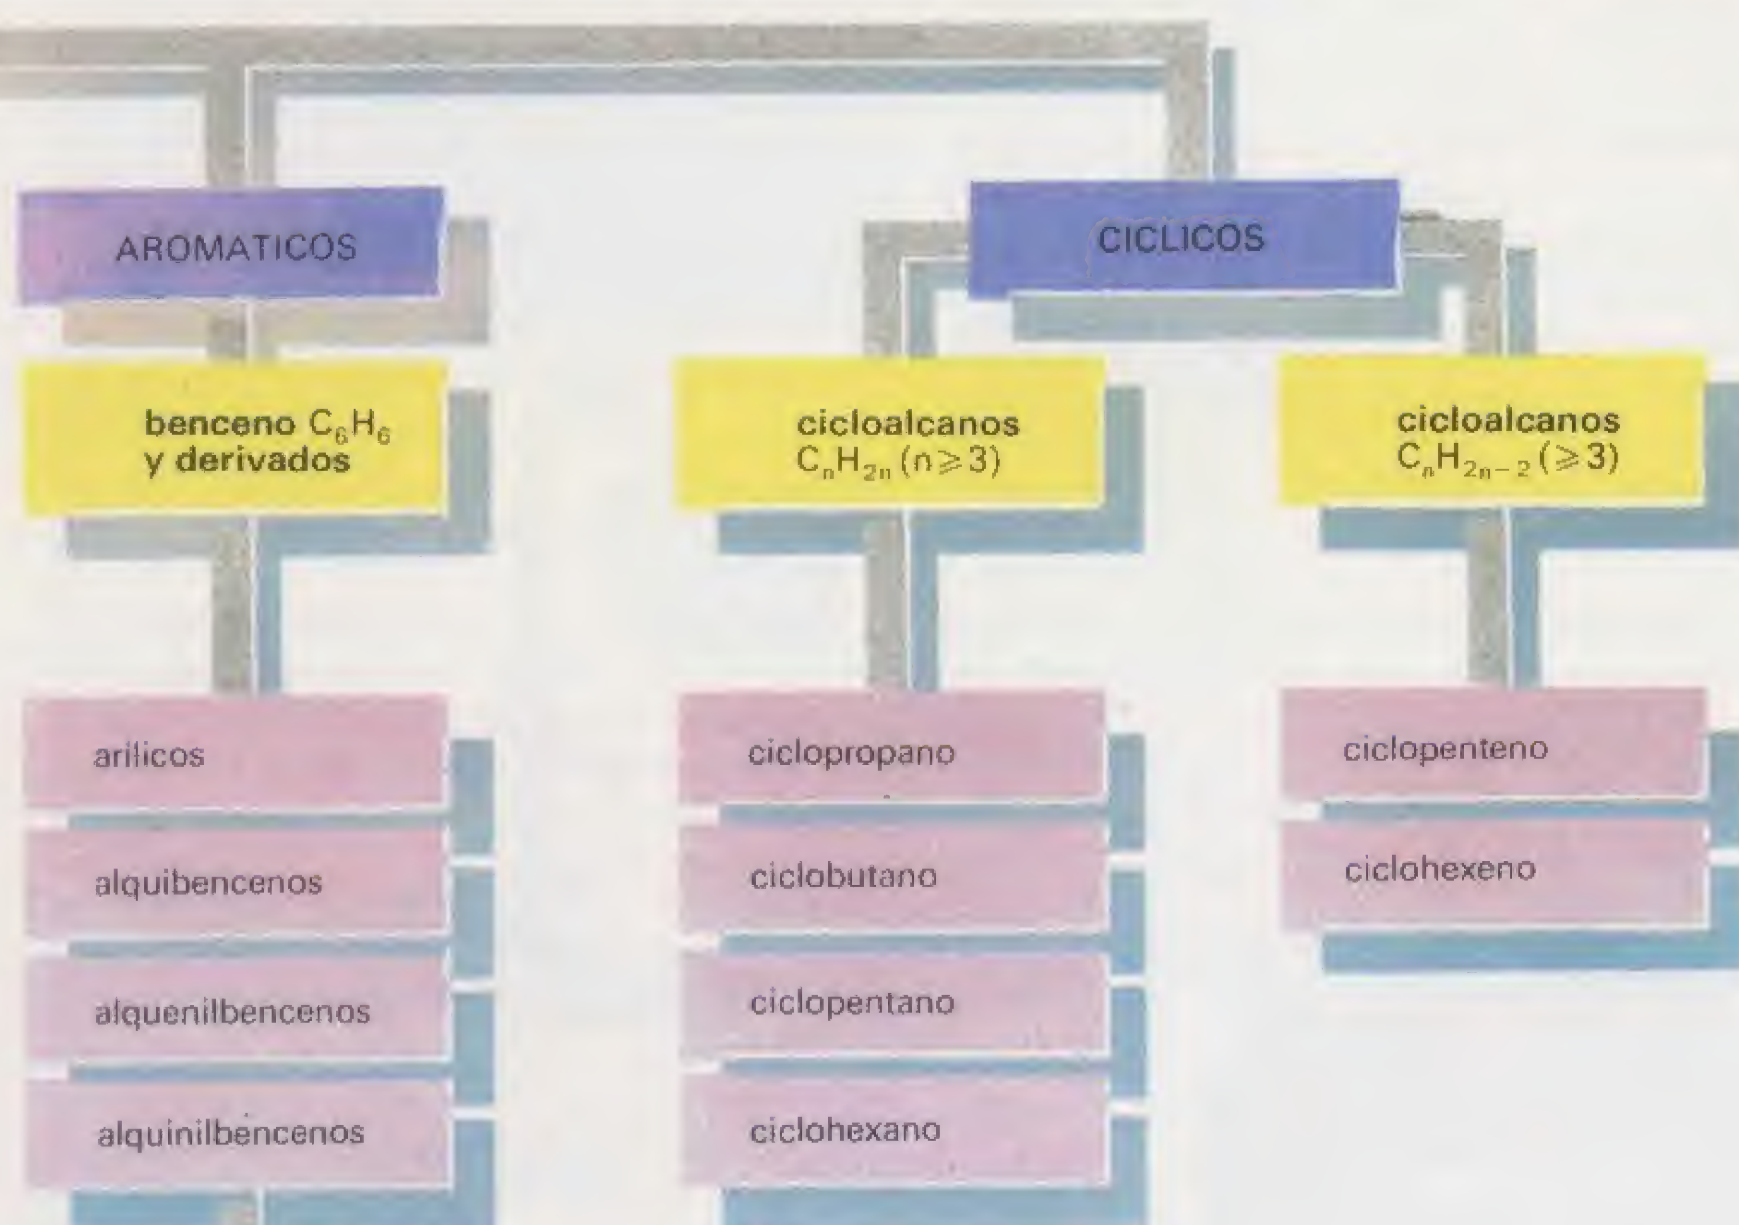 AROMATICOS
CICLICOS
benceno C₆H₆
y derivados
cicloalcanos
CₙH₂ₙ (n⩾3)
cicloalcanos
CₙH₂ₙ₋₂ (⩾3)
arílicos
alquibencenos
alquenilbencenos
alquinilbencenos
ciclopropano
ciclobutano
ciclopentano
ciclohexano
ciclopenteno
ciclohexeno